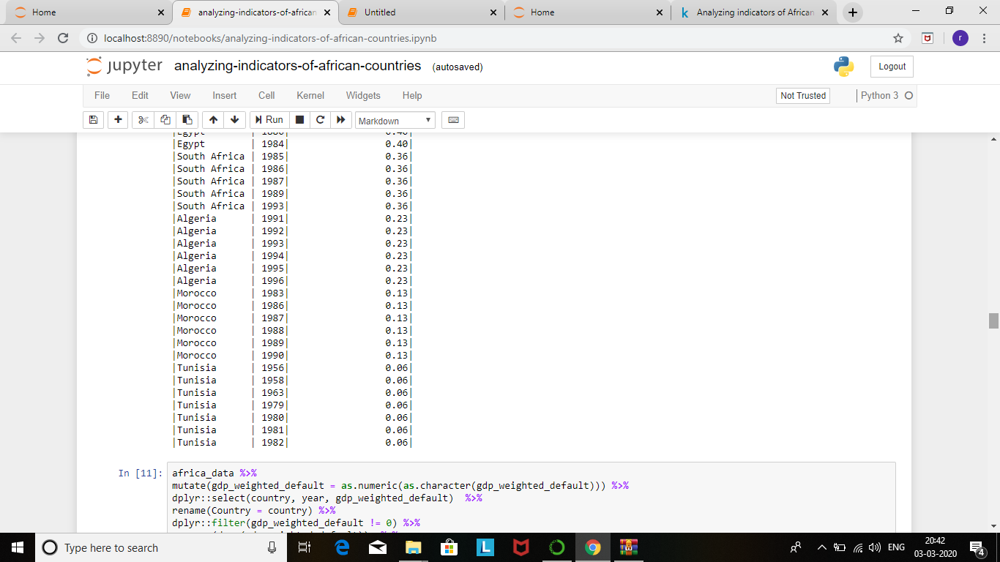 Home
analyzing-indicators-of-african
Untitled
Home
Analyzing indicators of African
localhost:8890/notebooks/analyzing-indicators-of-african-countries.ipynb
r
jupyter analyzing-indicators-of-african-countries (autosaved)
Logout
File Edit View Insert Cell Kernel Widgets Help
Not Trusted | Python 3
Run
Markdown
|Egypt | 1984| 0.40|
|South Africa | 1985| 0.36|
|South Africa | 1986| 0.36|
|South Africa | 1987| 0.36|
|South Africa | 1989| 0.36|
|South Africa | 1993| 0.36|
|Algeria | 1991| 0.23|
|Algeria | 1992| 0.23|
|Algeria | 1993| 0.23|
|Algeria | 1994| 0.23|
|Algeria | 1995| 0.23|
|Algeria | 1996| 0.23|
|Morocco | 1983| 0.13|
|Morocco | 1986| 0.13|
|Morocco | 1987| 0.13|
|Morocco | 1988| 0.13|
|Morocco | 1989| 0.13|
|Morocco | 1990| 0.13|
|Tunisia | 1956| 0.06|
|Tunisia | 1958| 0.06|
|Tunisia | 1963| 0.06|
|Tunisia | 1979| 0.06|
|Tunisia | 1980| 0.06|
|Tunisia | 1981| 0.06|
|Tunisia | 1982| 0.06|
In [11]: africa_data %>%
mutate(gdp_weighted_default = as.numeric(as.character(gdp_weighted_default))) %>%
dplyr::select(country, year, gdp_weighted_default)  %>%
rename(Country = country) %>%
dplyr::filter(gdp_weighted_default != 0) %>%
Type here to search
L
ENG
20:42
03-03-2020
4